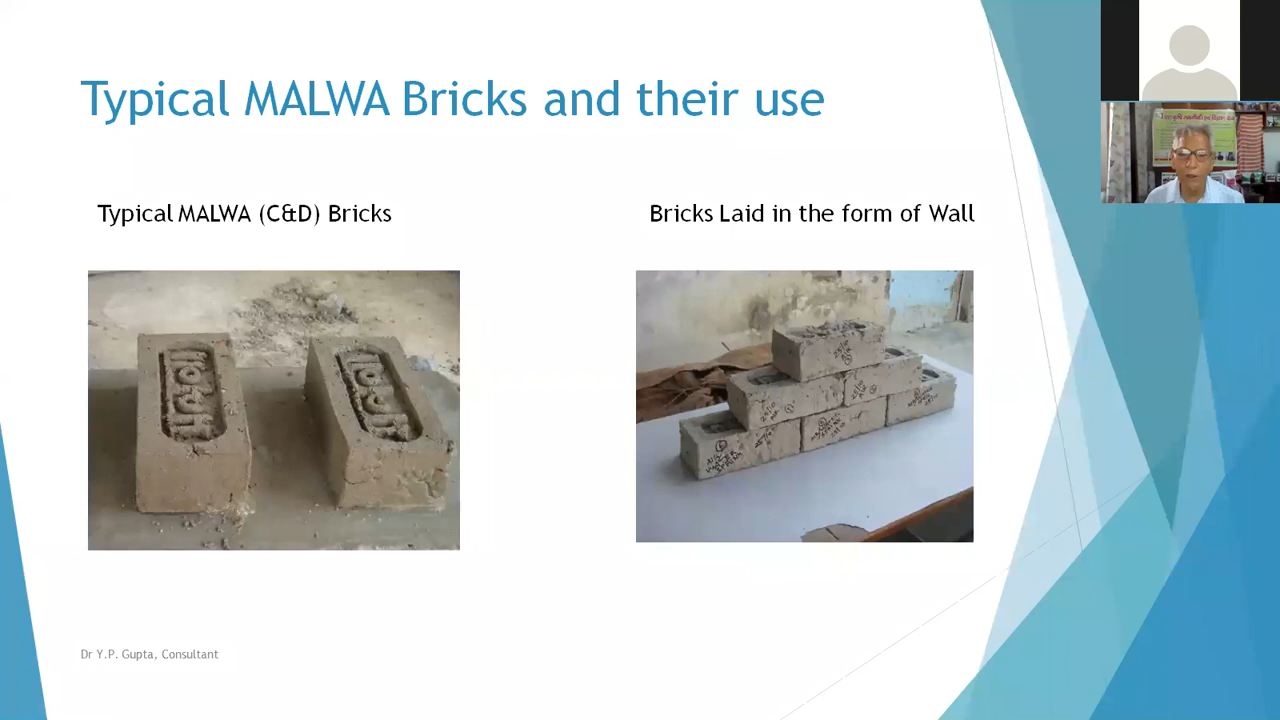 Typical MALWA Bricks and their use
Typical MALWA (C&D) Bricks
Bricks Laid in the form of Wall
Dr Y.P. Gupta, Consultant